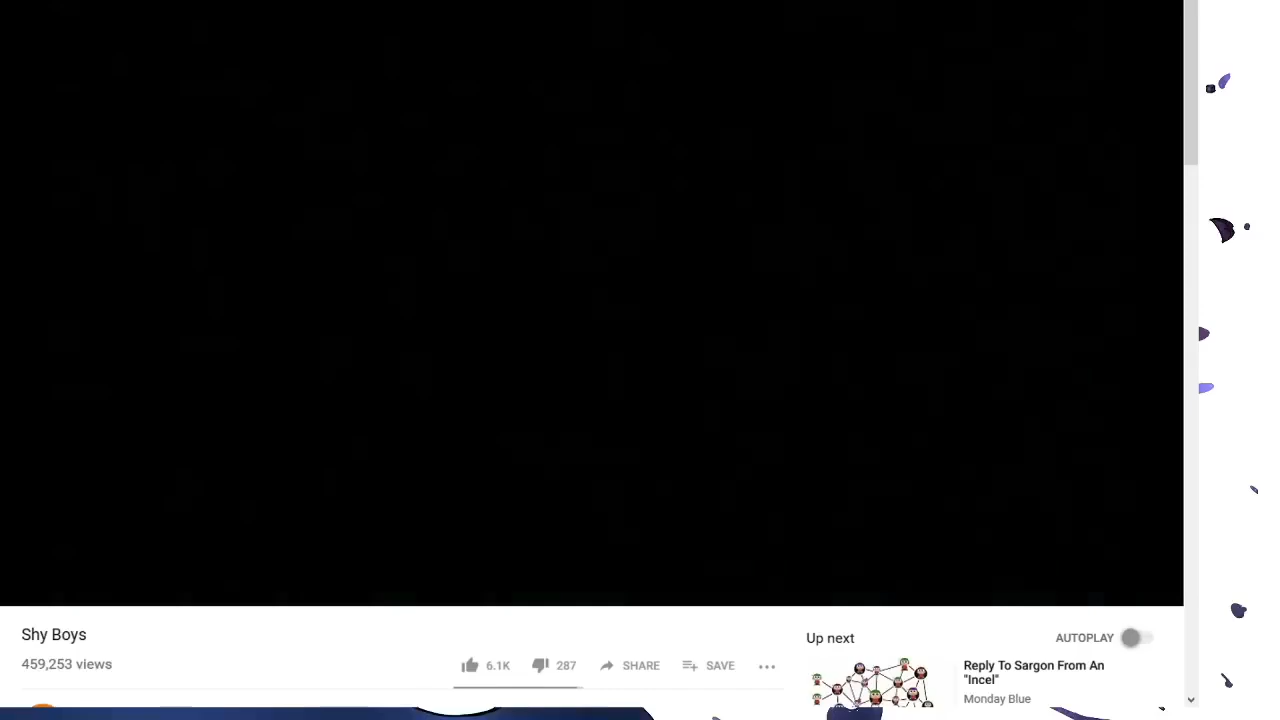 Shy Boys
459,253 views
6.1K 287 SHARE SAVE
Up next
AUTOPLAY
Reply To Sargon From An
"Incel"
Monday Blue